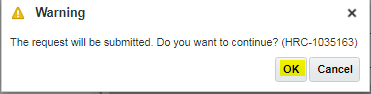 Warning
The request will be submitted. Do you want to continue? (HRC-1035163)
OK Cancel